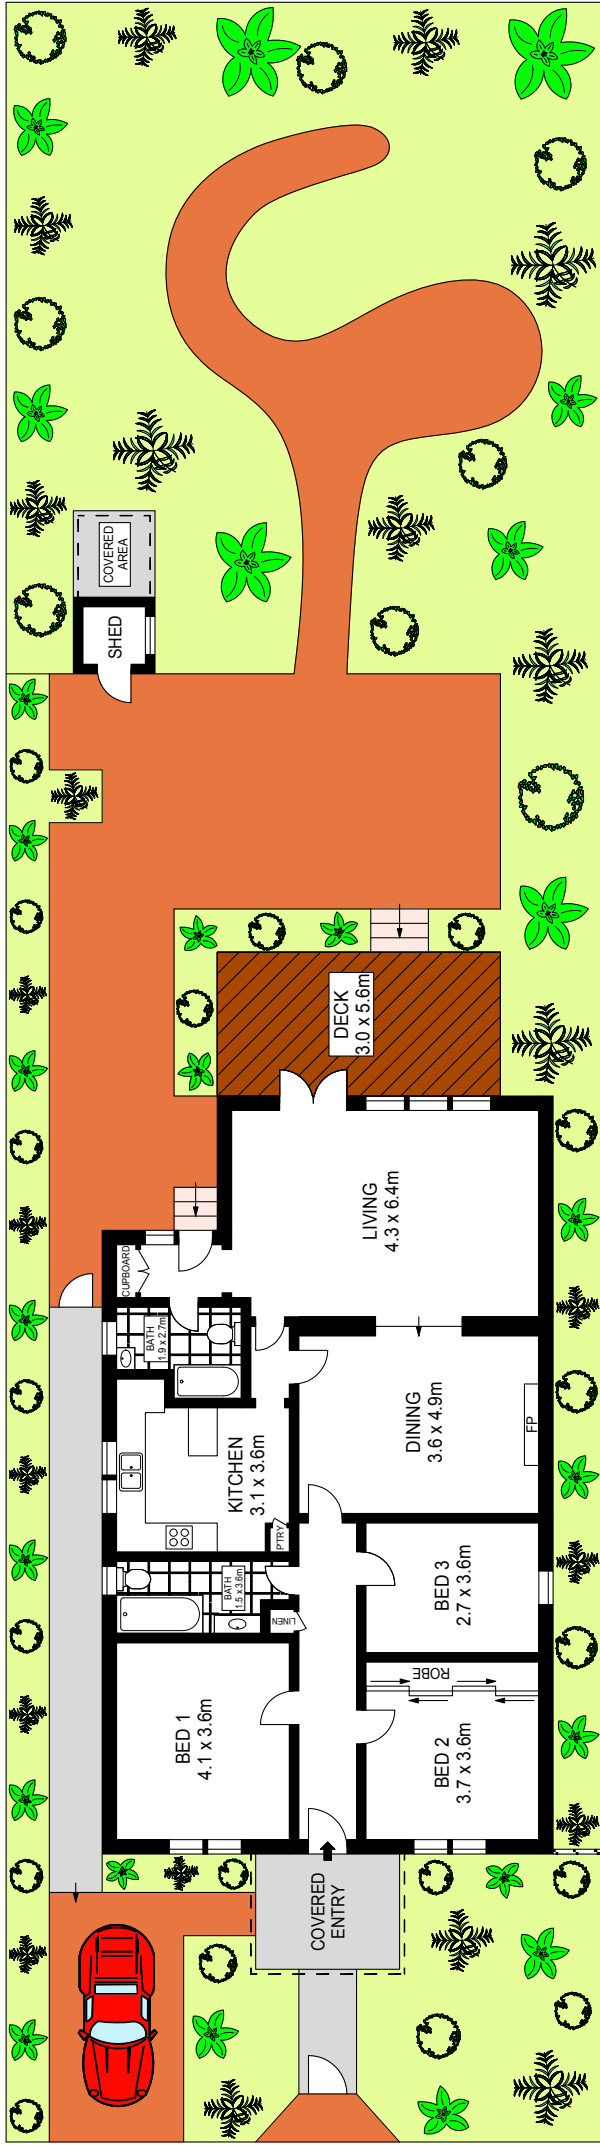 COVERED
AREA
SHED
DECK
3.0 x 5.6m
LIVING
4.3 x 6.4m
CUPBOARD
BATH
1.9 x 2.7m
DINING
3.6 x 4.9m
FP
KITCHEN
3.1 x 3.6m
PTRY
BATH
1.5 x 3.6m
LINEN
BED 3
2.7 x 3.6m
ROBE
BED 1
4.1 x 3.6m
BED 2
3.7 x 3.6m
COVERED
ENTRY